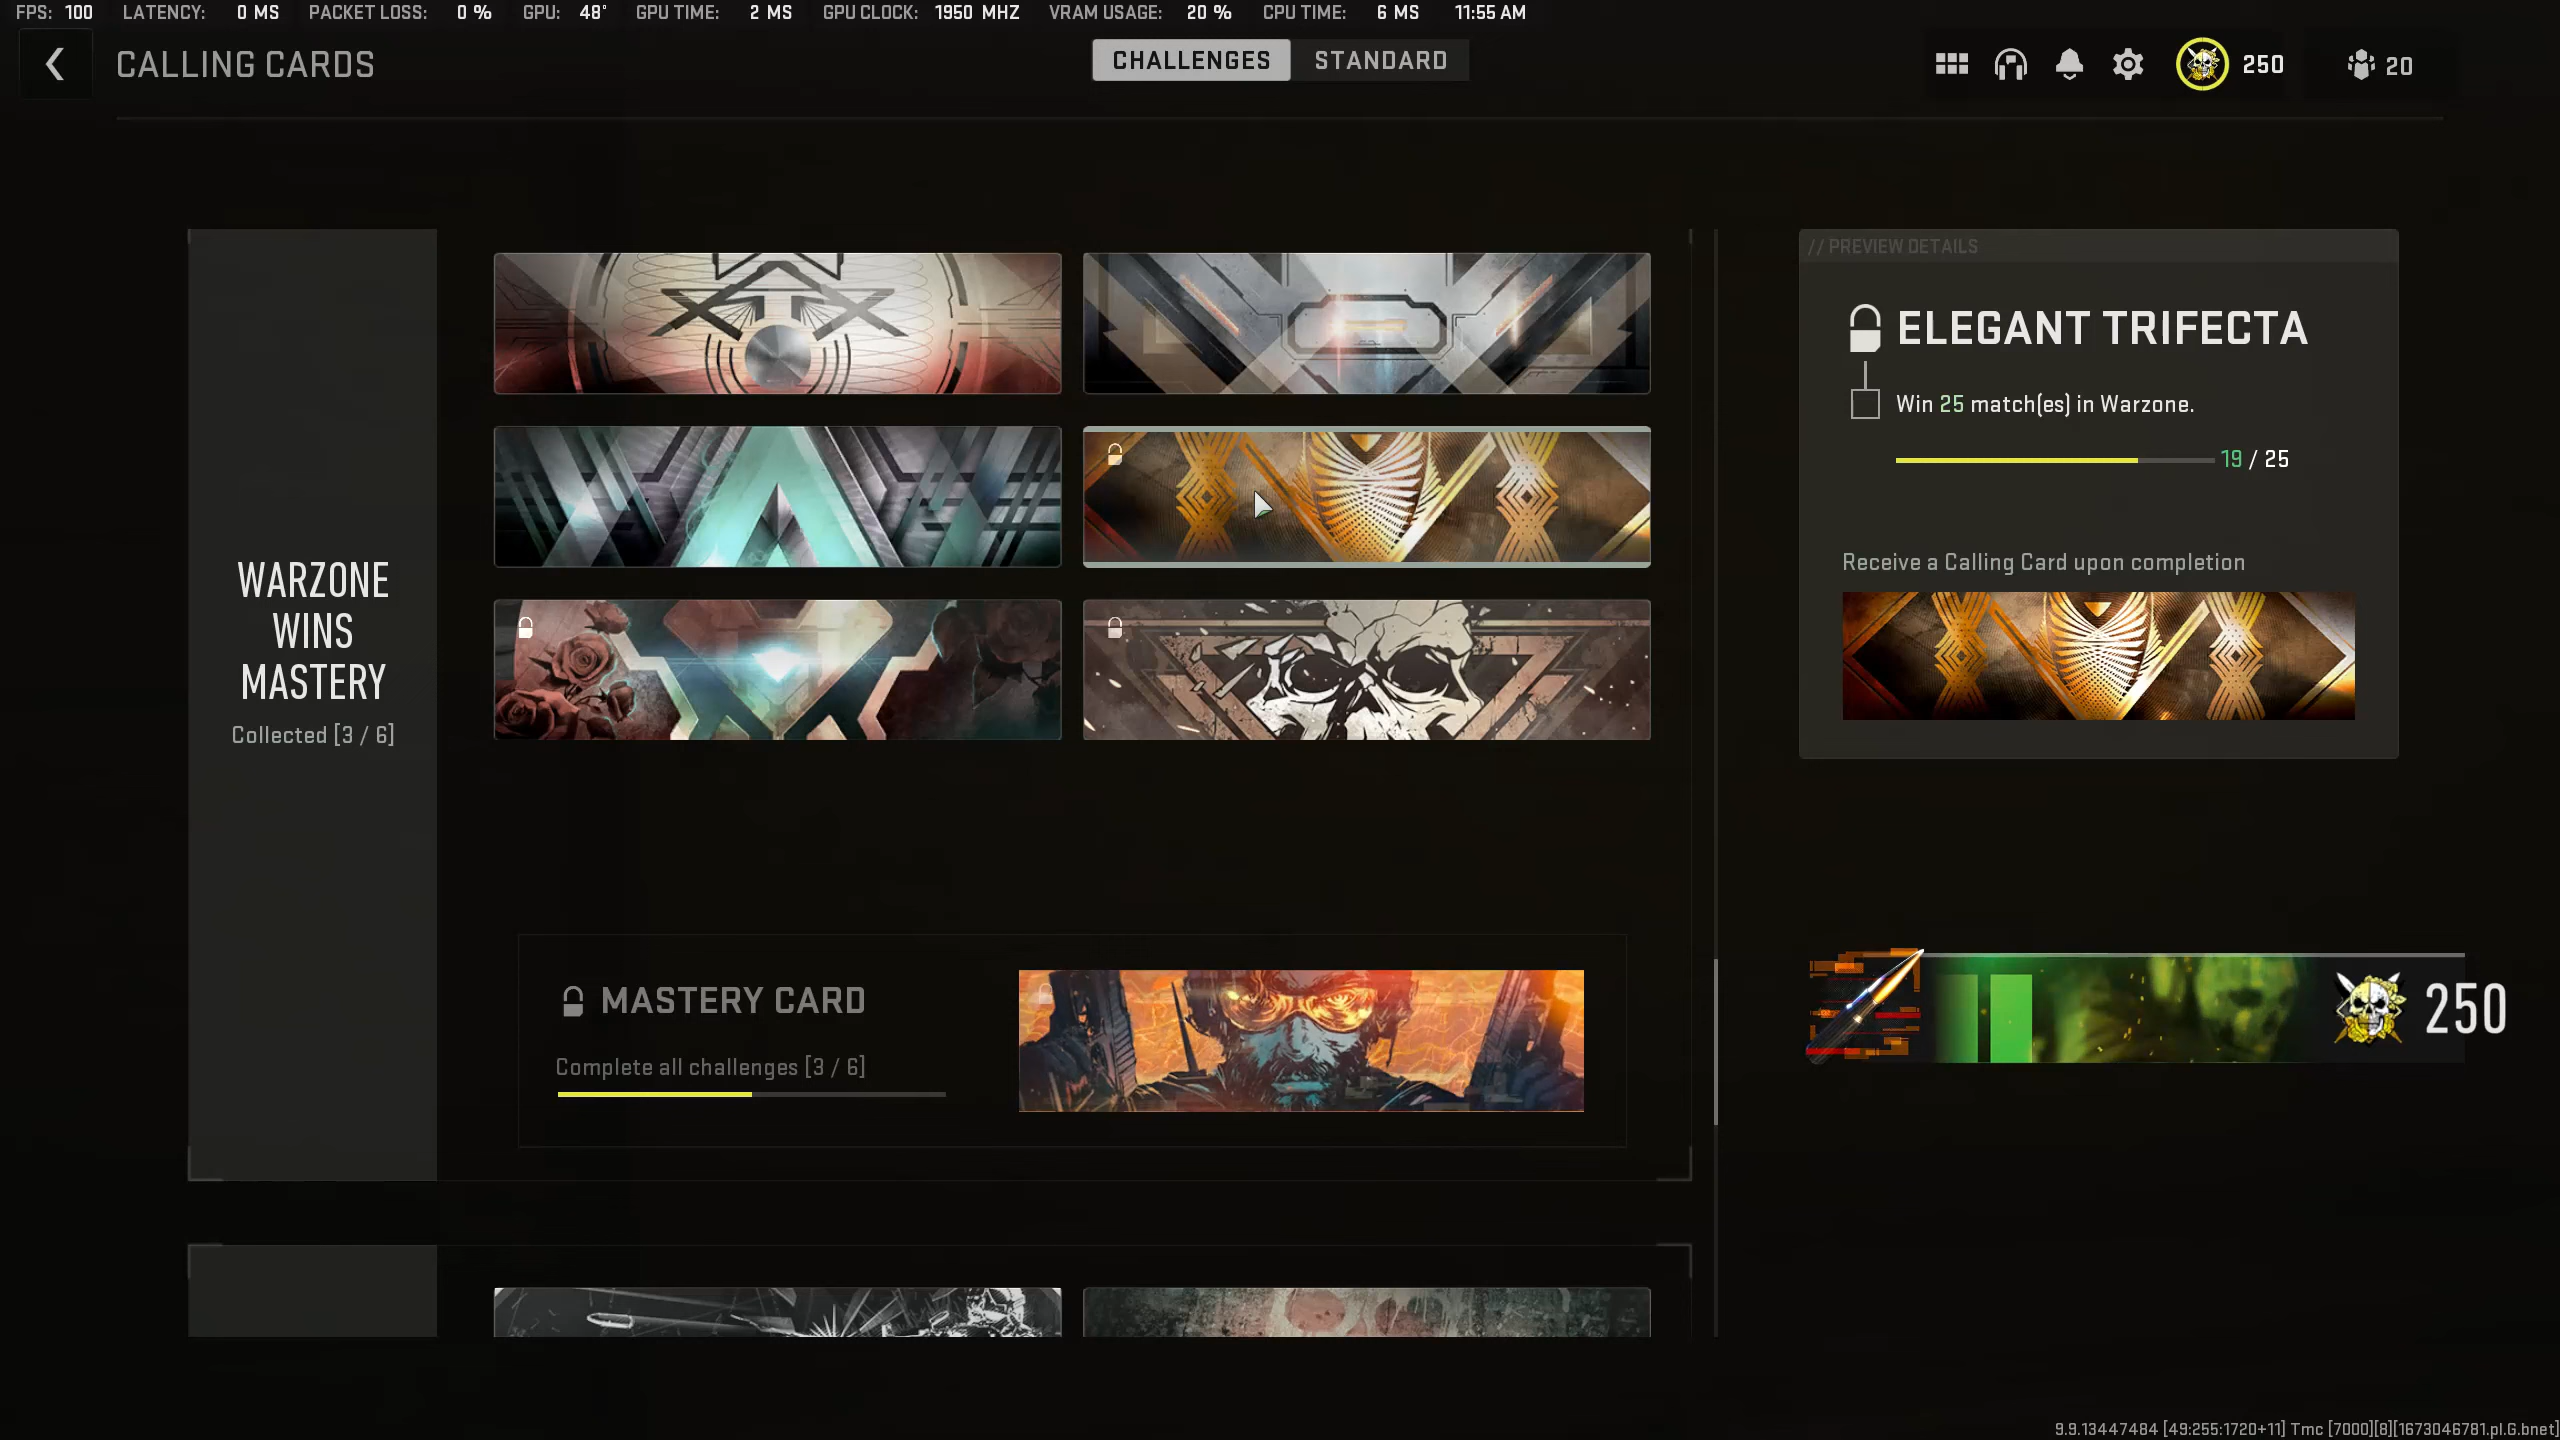 FPS: 100 LATENCY: 0 MS PACKET LOSS: 0 % GPU: 48° GPU TIME: 2 MS GPU CLOCK: 1950 MHZ VRAM USAGE: 20 % CPU TIME: 6 MS 11:55 AM
CALLING CARDS
CHALLENGES STANDARD
250
20
// PREVIEW DETAILS
ELEGANT TRIFECTA
Win 25 match(es) in Warzone.
19 / 25
Receive a Calling Card upon completion
WARZONE
WINS
MASTERY
Collected [3 / 6]
MASTERY CARD
Complete all challenges [3 / 6]
250
9.9.13447484 [49:255:1720+11] Tmc [7000][8][1673046781.pl.G.bnet]